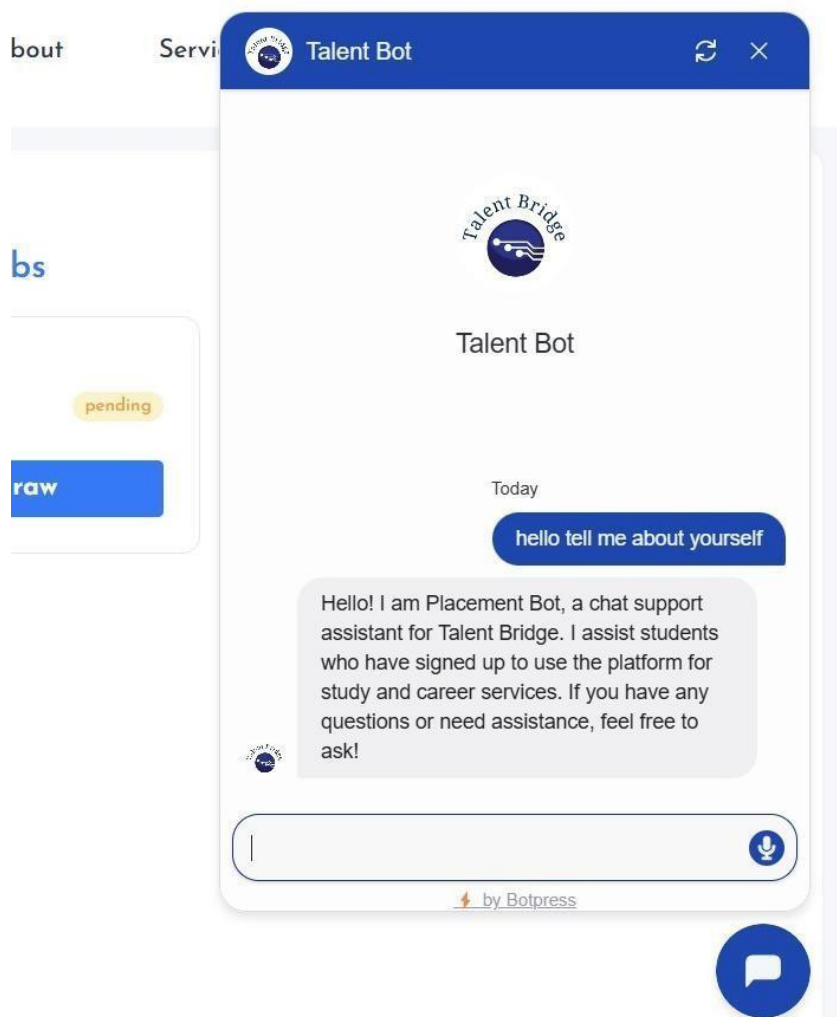 bout
Servi
Talent Bot
Talent Bridge
bs
Talent Bot
pending
raw
Today
hello tell me about yourself
Hello! I am Placement Bot, a chat support
assistant for Talent Bridge. I assist students
who have signed up to use the platform for
study and career services. If you have any
questions or need assistance, feel free to
ask!
by Botpress